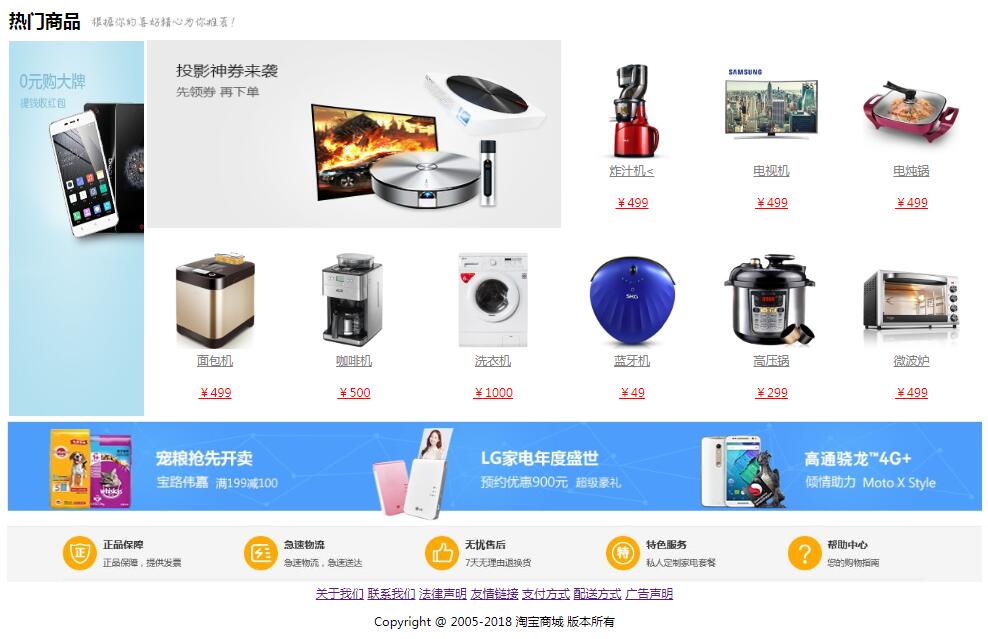 热门商品 根据你的喜好精心为你推荐!
0元购大牌
提钱收红包
投影神券来袭
先领券 再下单
SAMSUNG
炸汁机<
电视机
电炖锅
￥499
￥499
￥499
SKG
面包机
咖啡机
洗衣机
蓝牙机
高压锅
微波炉
￥499
￥500
￥1000
￥49
￥299
￥499
宠粮抢先开卖
宝路伟嘉 满199减100
whiskas
LG家电年度盛世
预约优惠900元 超级豪礼
高通骁龙™4G+
倾情助力 Moto X Style
正 正品保障
正品保障，提供发票
急速物流
急速物流，急速送达
无忧售后
7天无理由退换货
特 特色服务
私人定制家电套餐
? 帮助中心
您的购物指南
关于我们 联系我们 法律声明 友情链接 支付方式 配送方式 广告声明
Copyright @ 2005-2018 淘宝商城 版本所有